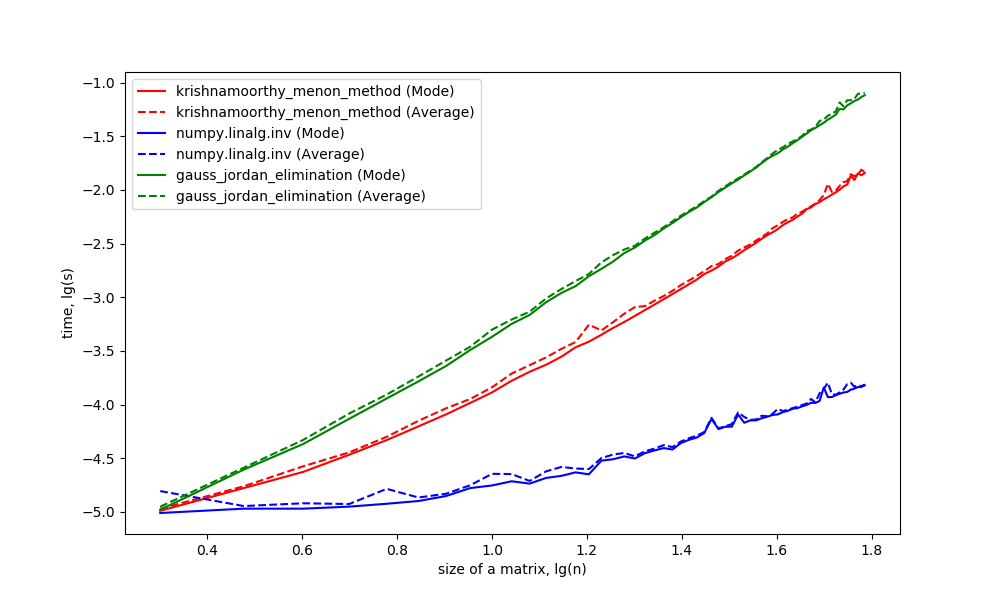 −1.0
−1.5
−2.0
−2.5
−3.0
−3.5
−4.0
−4.5
−5.0
time, lg(s)
krishnamoorthy_menon_method (Mode)
krishnamoorthy_menon_method (Average)
numpy.linalg.inv (Mode)
numpy.linalg.inv (Average)
gauss_jordan_elimination (Mode)
gauss_jordan_elimination (Average)
0.4 0.6 0.8 1.0 1.2 1.4 1.6 1.8
size of a matrix, lg(n)